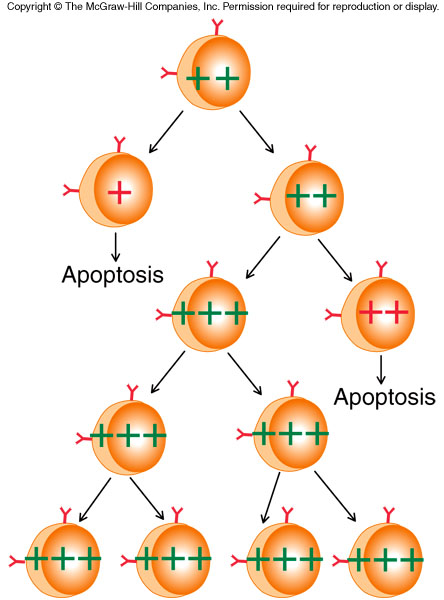 Copyright © The McGraw-Hill Companies, Inc. Permission required for reproduction or display.
Apoptosis
Apoptosis